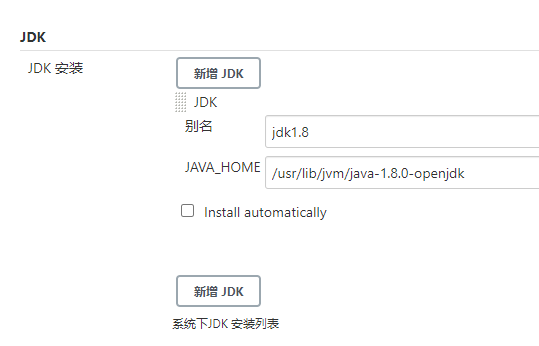 JDK
JDK 安装
新增 JDK
JDK
别名
jdk1.8
JAVA_HOME
/usr/lib/jvm/java-1.8.0-openjdk
Install automatically
新增 JDK
系统下JDK 安装列表